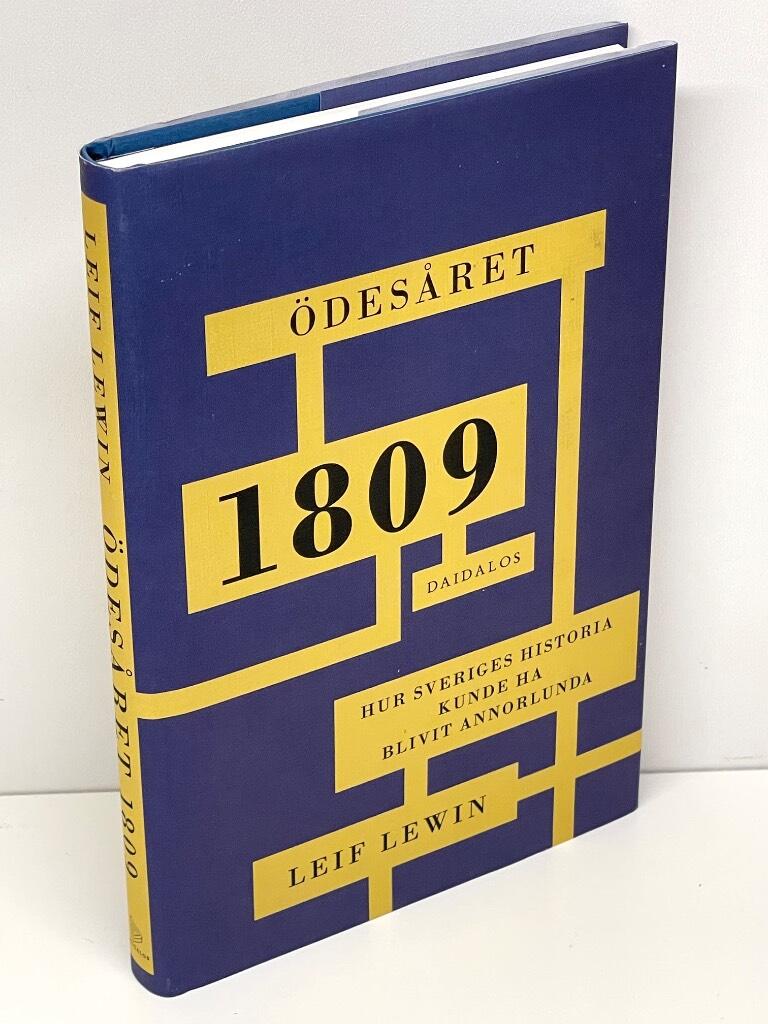 ÖDESÅRET
1809
DAIDALOS
HUR SVERIGES HISTORIA
KUNDE HA
BLIVIT ANNORLUNDA
LEIF LEWIN
LEIF LEWIN ÖDESÅRET 1809